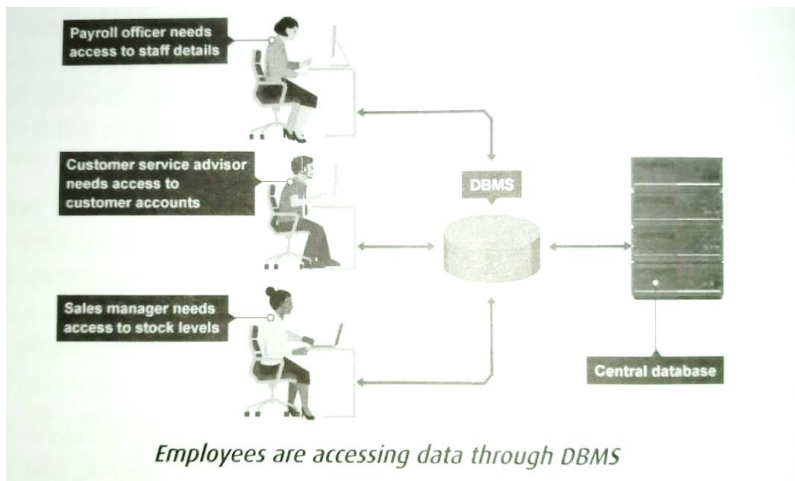 Payroll officer needs
access to staff details
Customer service advisor
needs access to
customer accounts
DBMS
Sales manager needs
access to stock levels
Central database
Employees are accessing data through DBMS